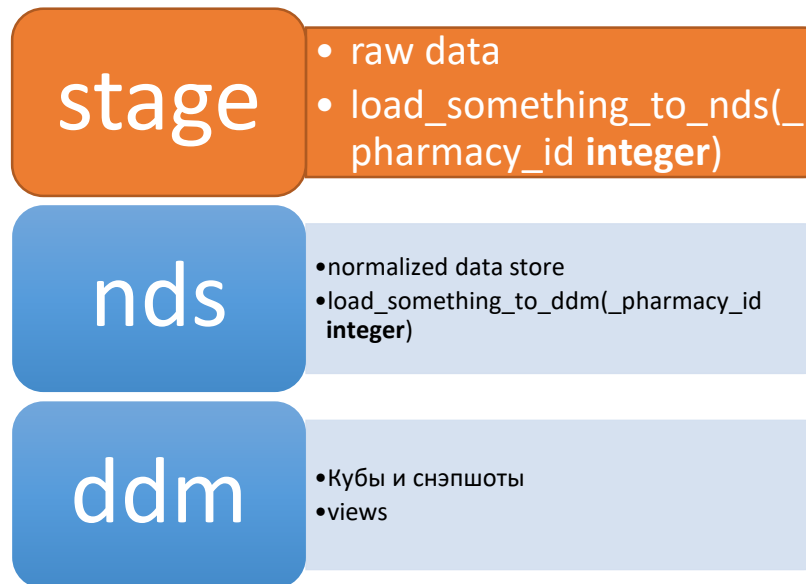 stage
• raw data
• load_something_to_nds(_
pharmacy_id integer)
nds
•normalized data store
•load_something_to_ddm(_pharmacy_id
integer)
ddm
•Кубы и снэпшоты
•views